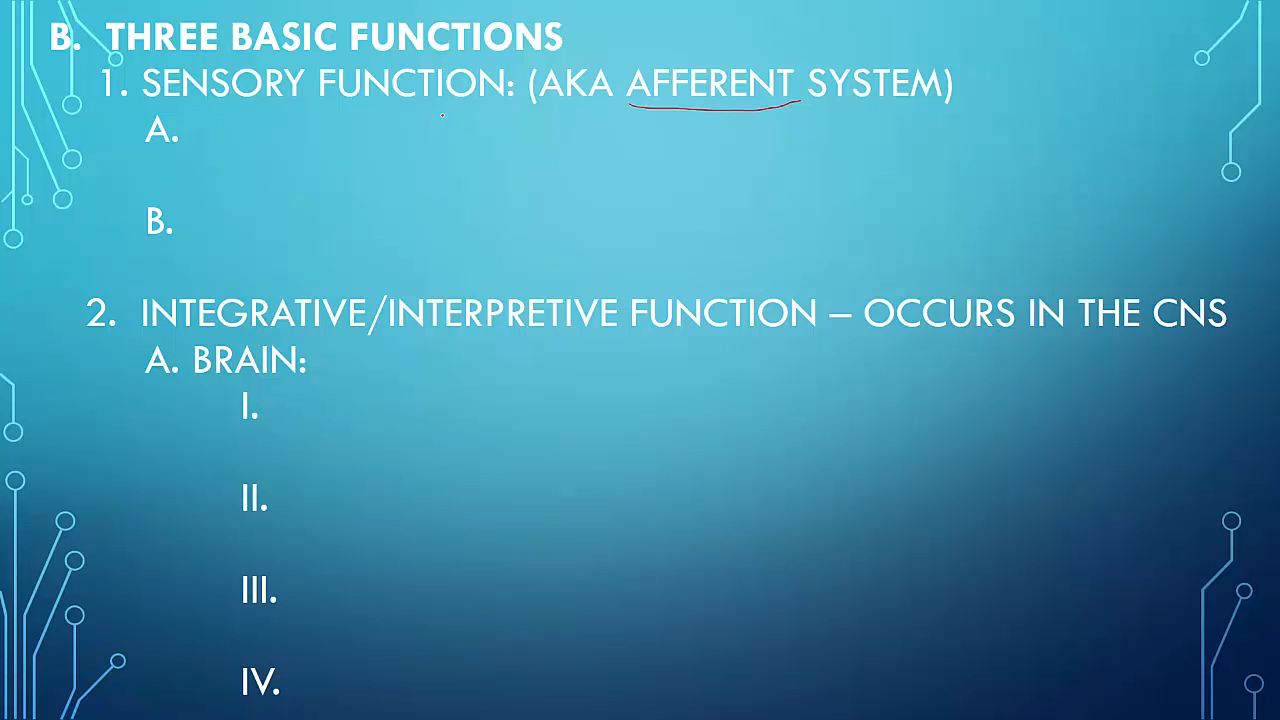 B. THREE BASIC FUNCTIONS
1. SENSORY FUNCTION: (AKA AFFERENT SYSTEM)
A.
B.
2. INTEGRATIVE/INTERPRETIVE FUNCTION – OCCURS IN THE CNS
A. BRAIN:
I.
II.
III.
IV.